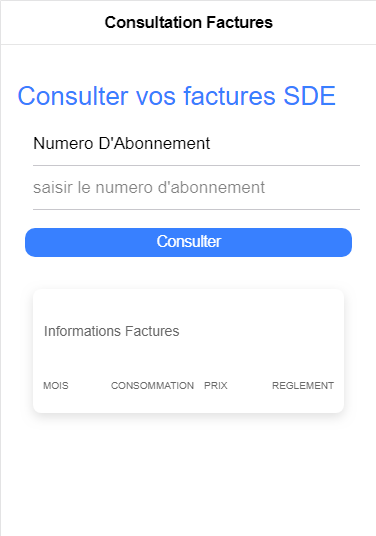 Consultation Factures
Consulter vos factures SDE
Numero D'Abonnement
saisir le numero d'abonnement
Consulter
Informations Factures
MOIS CONSOMMATION PRIX REGLEMENT